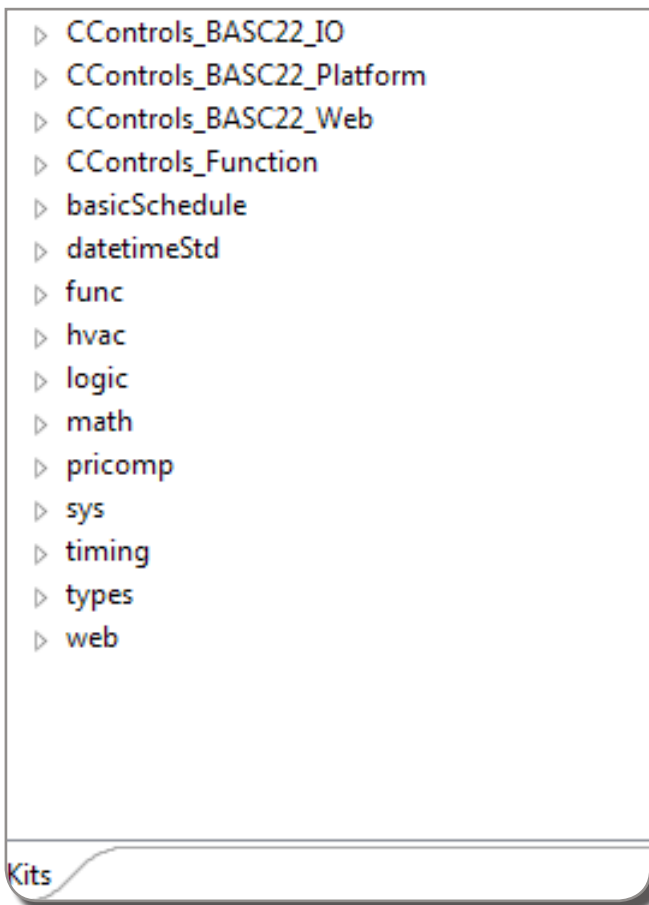 CControls_BASC22_IO
CControls_BASC22_Platform
CControls_BASC22_Web
CControls_Function
basicSchedule
datetimeStd
func
hvac
logic
math
pricomp
sys
timing
types
web
Kits